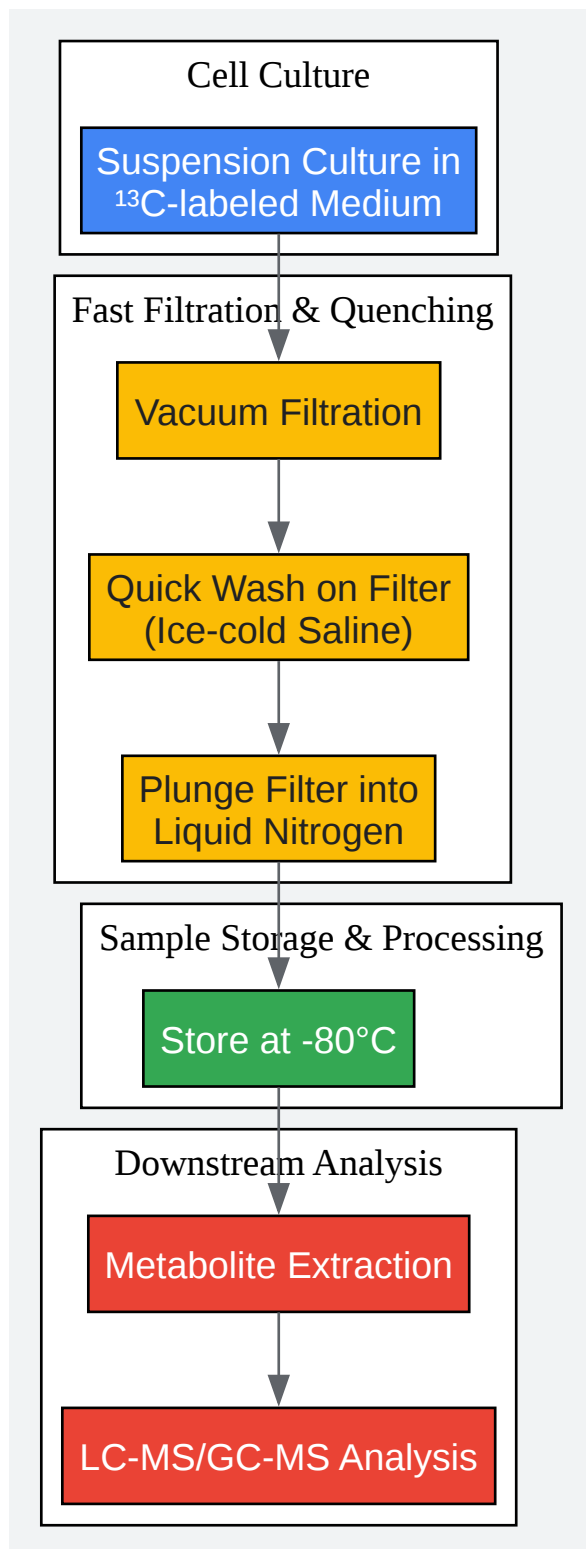 Cell Culture
Suspension Culture in
¹³C-labeled Medium
Fast Filtration & Quenching
Vacuum Filtration
Quick Wash on Filter
(Ice-cold Saline)
Plunge Filter into
Liquid Nitrogen
Sample Storage & Processing
Store at -80°C
Downstream Analysis
Metabolite Extraction
LC-MS/GC-MS Analysis